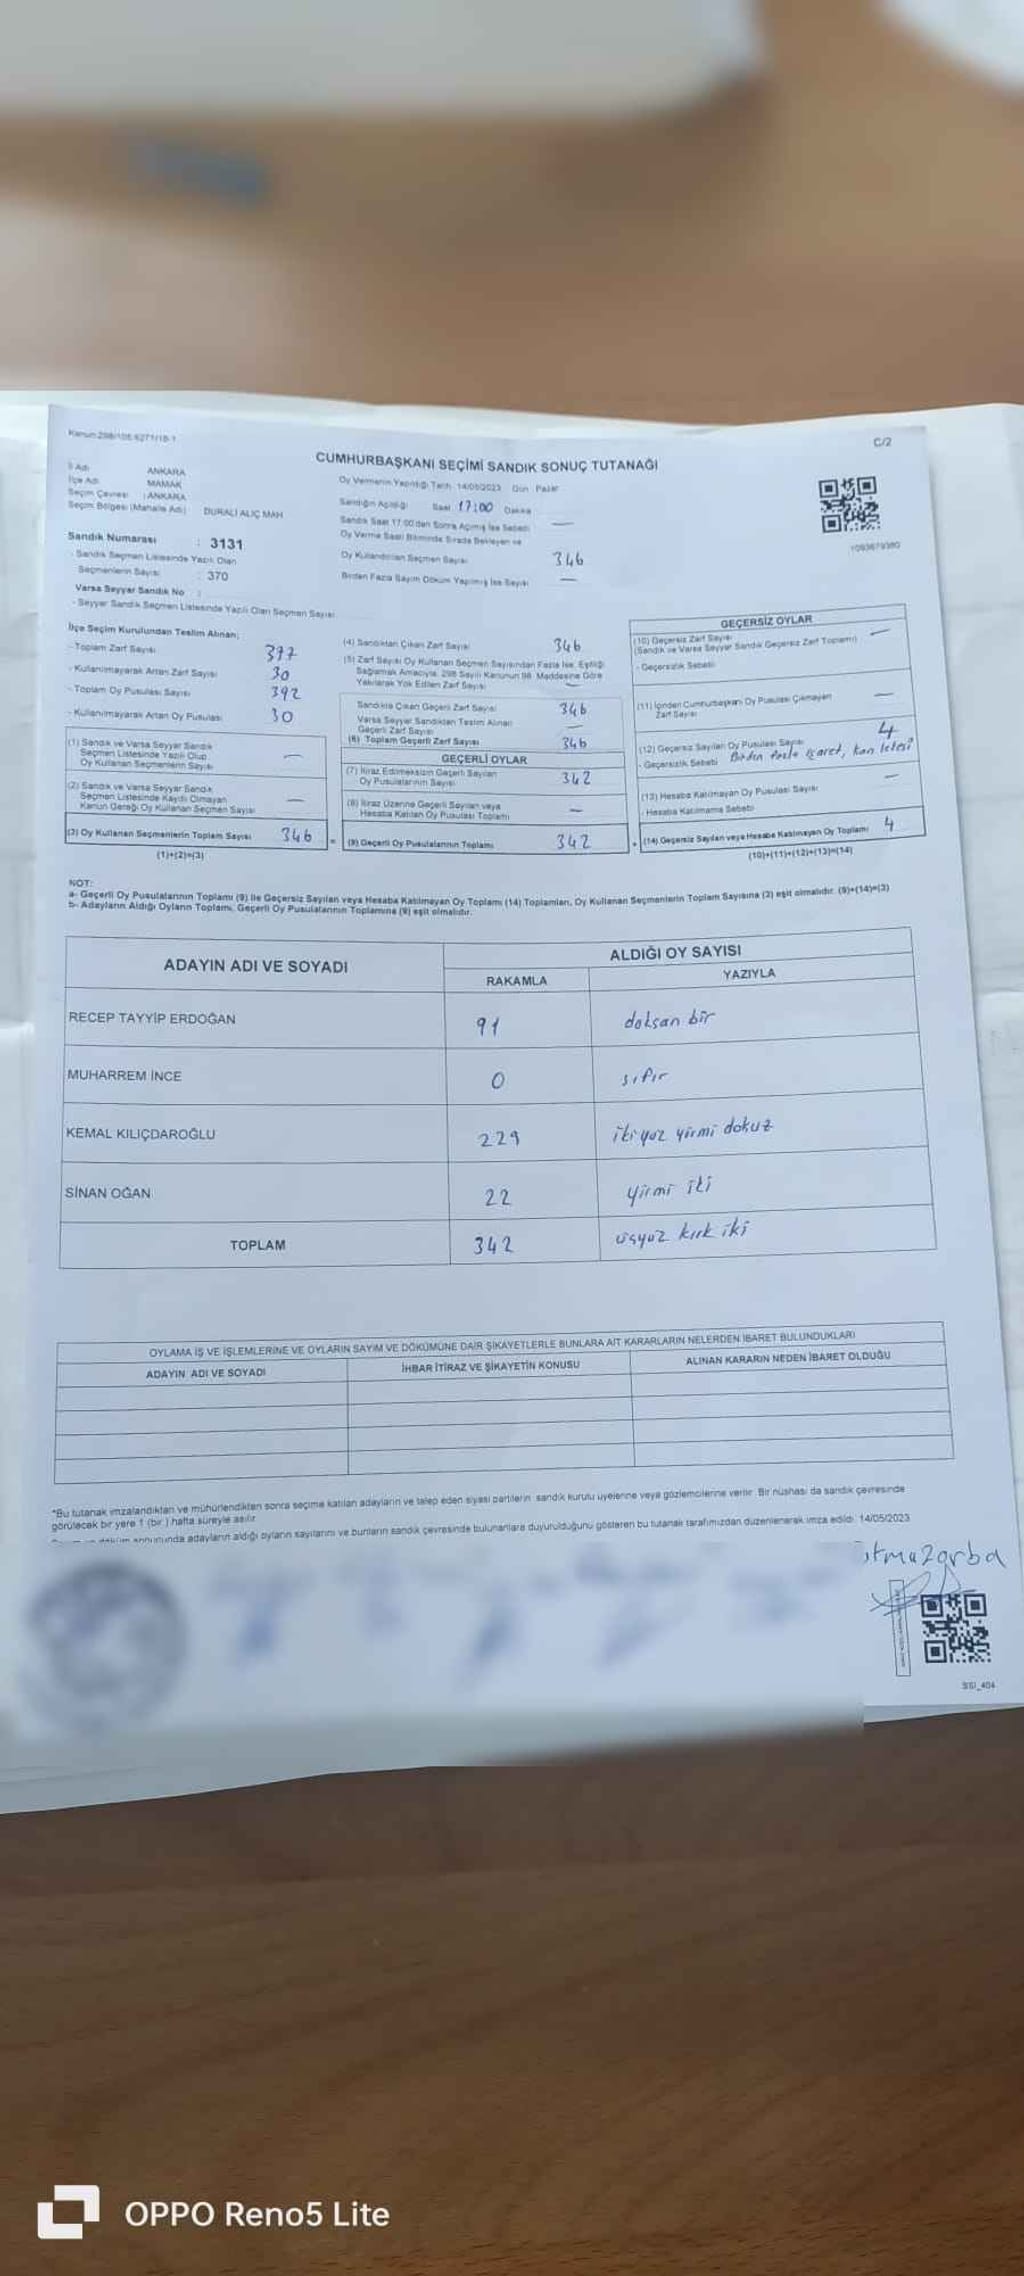 Kanun:298/105 6271/18-1
C/2
CUMHURBAŞKANI SEÇİMİ SANDIK SONUÇ TUTANAĞI
İl Adı ANKARA
İlçe Adı MAMAK
Seçim Çevresi : ANKARA
Seçim Bölgesi (Mahalle Adı) DURALİ ALIÇ MAH
Oy Vermenin Yapıldığı Tarih 14/05/2023 Gün Pazar
Sandığın Açıldığı Saat 17:00 Dakika
Sandık Saat 17:00'den Sonra Açılmış İse Sebebi —
Oy Verme Saati Bitiminde Sırada Bekleyen ve
Sandık Numarası : 3131
- Sandık Seçmen Listesinde Yazılı Olan
Seçmenlerin Sayısı : 370
Oy Kullandırılan Seçmen Sayısı 346
Birden Fazla Sayım Döküm Yapılmış İse Sayısı —
Varsa Seyyar Sandık No :
- Seyyar Sandık Seçmen Listesinde Yazılı Olan Seçmen Sayısı
İlçe Seçim Kurulundan Teslim Alınan;
- Toplam Zarf Sayısı 377
- Kullanılmayarak Artan Zarf Sayısı 30
- Toplam Oy Pusulası Sayısı 392
- Kullanılmayarak Artan Oy Pusulası 30
(1) Sandık ve Varsa Seyyar Sandık
Seçmen Listesinde Yazılı Olup
Oy Kullanan Seçmenlerin Sayısı —
(2) Sandık ve Varsa Seyyar Sandık
Seçmen Listesinde Kayıtlı Olmayan
Kanun Gereği Oy Kullanan Seçmen Sayısı —
(3) Oy Kullanan Seçmenlerin Toplam Sayısı 346
(1)+(2)=(3)
(4) Sandıktan Çıkan Zarf Sayısı 346
(5) Zarf Sayısı Oy Kullanan Seçmen Sayısından Fazla İse, Eşitliği
Sağlamak Amacıyla, 298 Sayılı Kanunun 98. Maddesine Göre
Yakılarak Yok Edilen Zarf Sayısı —
Sandıkta Çıkan Geçerli Zarf Sayısı 346
Varsa Seyyar Sandıktan Teslim Alınan
Geçerli Zarf Sayısı —
(6) Toplam Geçerli Zarf Sayısı 346
GEÇERLİ OYLAR
(7) İtiraz Edilmeksizin Geçerli Sayılan
Oy Pusulalarının Sayısı 342
(8) İtiraz Üzerine Geçerli Sayılan veya
Hesaba Katılan Oy Pusulası Toplamı —
= (9) Geçerli Oy Pusulalarının Toplamı 342
GEÇERSİZ OYLAR
(10) Geçersiz Zarf Sayısı
(Sandık ve Varsa Seyyar Sandık Geçersiz Zarf Toplamı) —
- Geçersizlik Sebebi
(11) İçinden Cumhurbaşkanı Oy Pusulası Çıkmayan
Zarf Sayısı —
(12) Geçersiz Sayılan Oy Pusulası Sayısı 4
- Geçersizlik Sebebi Birden fazla işaret, kan lekesi
(13) Hesaba Katılmayan Oy Pusulası Sayısı —
- Hesaba Katılmama Sebebi
+ (14) Geçersiz Sayılan veya Hesaba Katılmayan Oy Toplamı 4
(10)+(11)+(12)+(13)=(14)
NOT:
a- Geçerli Oy Pusulalarının Toplamı (9) ile Geçersiz Sayılan veya Hesaba Katılmayan Oy Toplamı (14) Toplamları, Oy Kullanan Seçmenlerin Toplam Sayısına (3) eşit olmalıdır. (9)+(14)=(3)
b- Adayların Aldığı Oyların Toplamı, Geçerli Oy Pusulalarının Toplamına (9) eşit olmalıdır.
ADAYIN ADI VE SOYADI
ALDIĞI OY SAYISI
RAKAMLA YAZIYLA
RECEP TAYYİP ERDOĞAN 91 doksan bir
MUHARREM İNCE 0 sıfır
KEMAL KILIÇDAROĞLU 229 ikiyüz yirmi dokuz
SİNAN OĞAN 22 yirmi iki
TOPLAM 342 üçyüz kırk iki
OYLAMA İŞ VE İŞLEMLERİNE VE OYLARIN SAYIM VE DÖKÜMÜNE DAİR ŞİKAYETLERLE BUNLARA AİT KARARLARIN NELERDEN İBARET BULUNDUKLARI
ADAYIN ADI VE SOYADI İHBAR İTİRAZ VE ŞİKAYETİN KONUSU ALINAN KARARIN NEDEN İBARET OLDUĞU
*Bu tutanak imzalandıktan ve mühürlendikten sonra seçime katılan adayların ve talep eden siyasi partilerin sandık kurulu üyelerine veya gözlemcilerine verilir. Bir nüshası da sandık çevresinde
görülecek bir yere 1 (bir ) hafta süreyle asılır.
adayların aldığı oyların sayılarını ve bunların sandık çevresinde bulunanlara duyurulduğunu gösteren bu tutanak tarafımızdan düzenlenerek imza edildi. 14/05/2023
SSI_404
OPPO Reno5 Lite